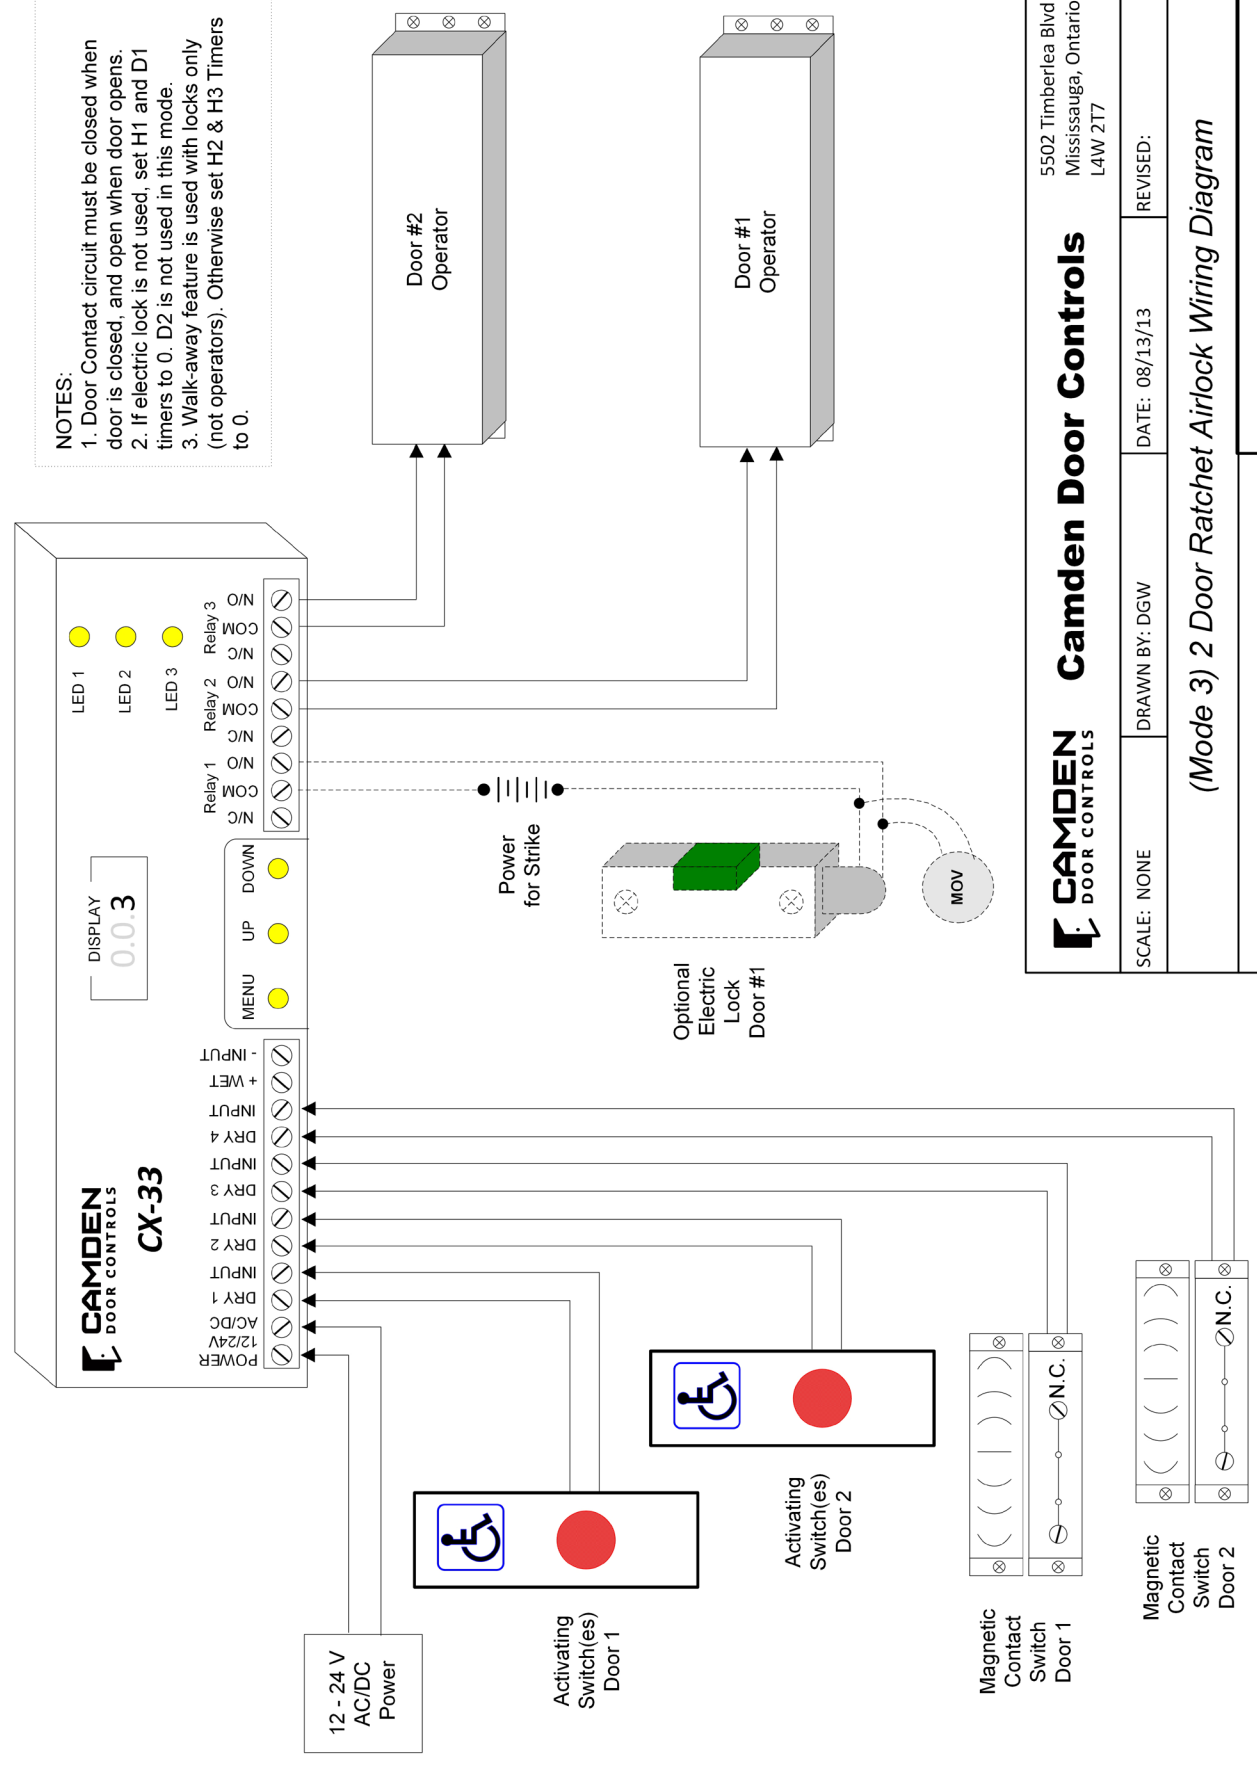 CAMDEN
DOOR CONTROLS
CX-33
DISPLAY
0.0.3
LED 1
LED 2
LED 3
MENU
UP
DOWN
POWER
12/24V
AC/DC
DRY 1
INPUT
DRY 2
INPUT
DRY 3
INPUT
DRY 4
INPUT
+ WET
- INPUT
Relay 1
N/C
COM
N/O
Relay 2
N/C
COM
N/O
Relay 3
N/C
COM
N/O
NOTES:
1. Door Contact circuit must be closed when
door is closed, and open when door opens.
2. If electric lock is not used, set H1 and D1
timers to 0. D2 is not used in this mode.
3. Walk-away feature is used with locks only
(not operators). Otherwise set H2 & H3 Timers
to 0.
12 - 24 V
AC/DC
Power
Activating
Switch(es)
Door 1
Activating
Switch(es)
Door 2
Magnetic
Contact
Switch
Door 1
N.C.
Magnetic
Contact
Switch
Door 2
N.C.
Power
for Strike
Optional
Electric
Lock
Door #1
MOV
Door #2
Operator
Door #1
Operator
CAMDEN
DOOR CONTROLS
Camden Door Controls
5502 Timberlea Blvd
Mississauga, Ontario
L4W 2T7
SCALE: NONE
DRAWN BY: DGW
DATE: 08/13/13
REVISED:
(Mode 3) 2 Door Ratchet Airlock Wiring Diagram